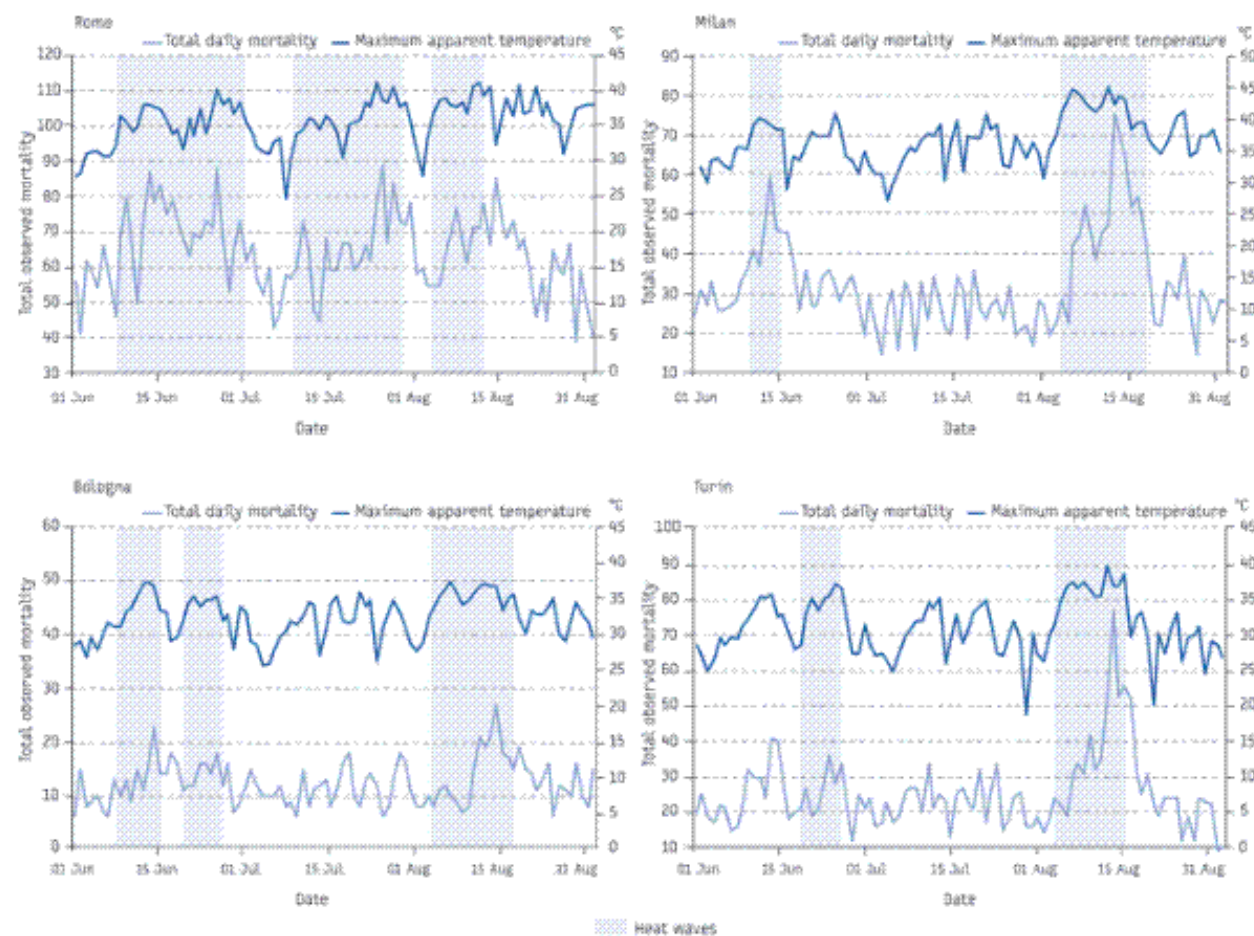 Rome
Total daily mortality Maximum apparent temperature °C
120 110 100 90 80 70 60 50 40 30
Total observed mortality
45 40 35 30 25 20 15 10 5 0
01 Jun 15 Jun 01 Jul 15 Jul 01 Aug 15 Aug 31 Aug
Date
Milan
Total daily mortality Maximum apparent temperature °C
90 80 70 60 50 40 30 20 10
Total observed mortality
50 45 40 35 30 25 20 15 10 5 0
01 Jun 15 Jun 01 Jul 15 Jul 01 Aug 15 Aug 31 Aug
Date
Bologna
Total daily mortality Maximum apparent temperature °C
60 50 40 30 20 10 0
Total observed mortality
45 40 35 30 25 20 15 10 5 0
01 Jun 15 Jun 01 Jul 15 Jul 01 Aug 15 Aug 31 Aug
Date
Turin
Total daily mortality Maximum apparent temperature °C
100 90 80 70 60 50 40 30 20 10
Total observed mortality
45 40 35 30 25 20 15 10 5 0
01 Jun 15 Jun 01 Jul 15 Jul 01 Aug 15 Aug 31 Aug
Date
Heat waves